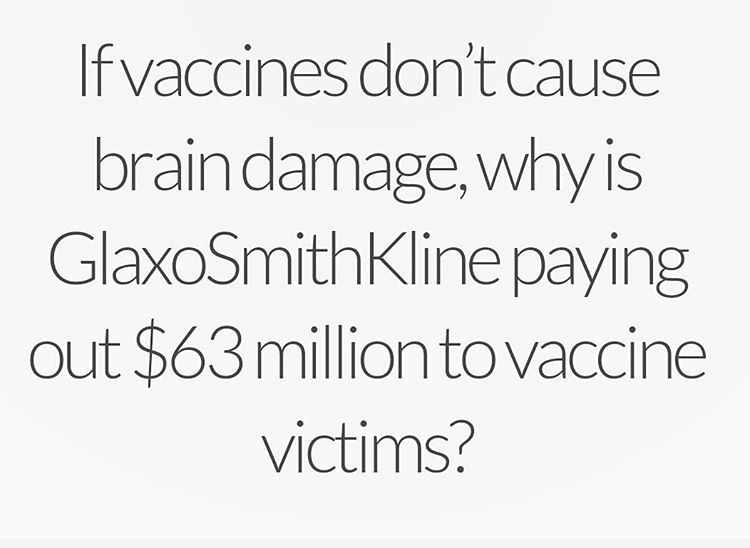 If vaccines don’t cause
brain damage, why is
GlaxoSmithKline paying
out $63 million to vaccine
victims?